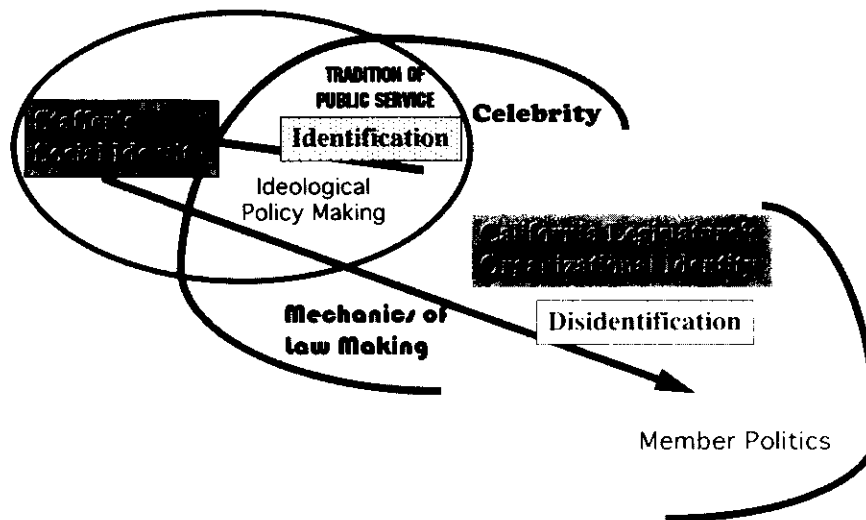 TRADITION OF
PUBLIC SERVICE
Celebrity
Staffer's
Social Identity
Identification
Ideological
Policy Making
California Legislature's
Organizational Identity
Mechanics of
Law Making
Disidentification
Member Politics